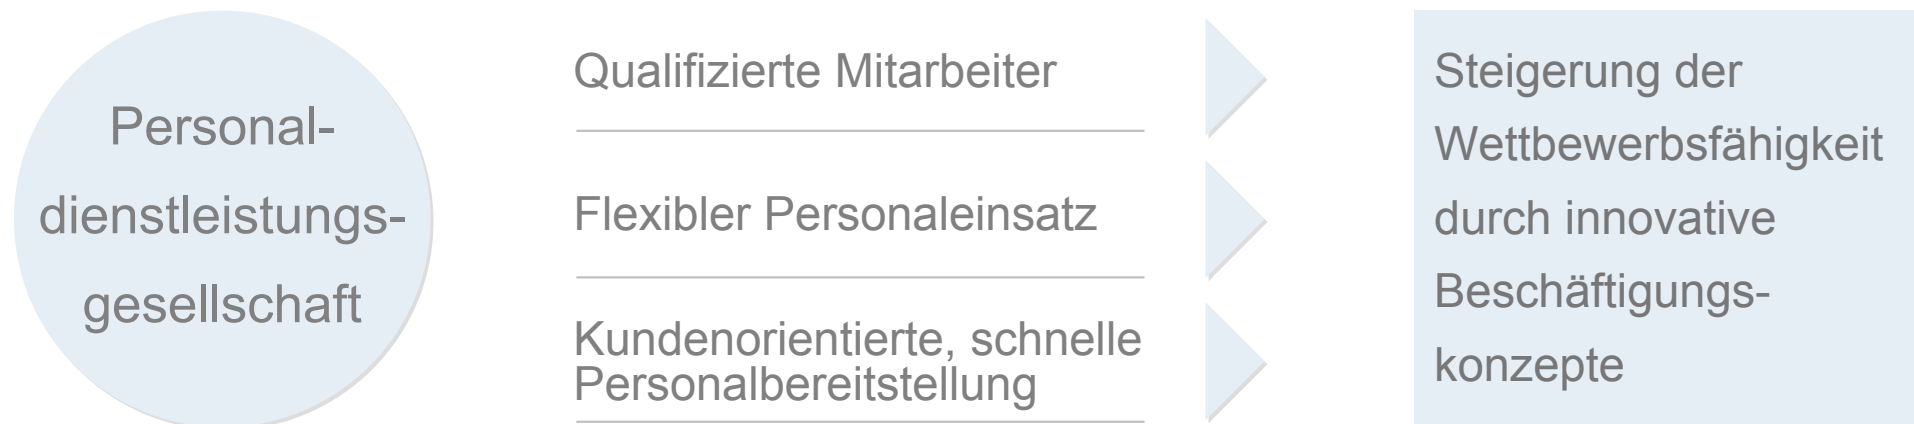 Personal-
dienstleistungs-
gesellschaft
Qualifizierte Mitarbeiter
Flexibler Personaleinsatz
Kundenorientierte, schnelle
Personalbereitstellung
Steigerung der
Wettbewerbsfähigkeit
durch innovative
Beschäftigungs-
konzepte